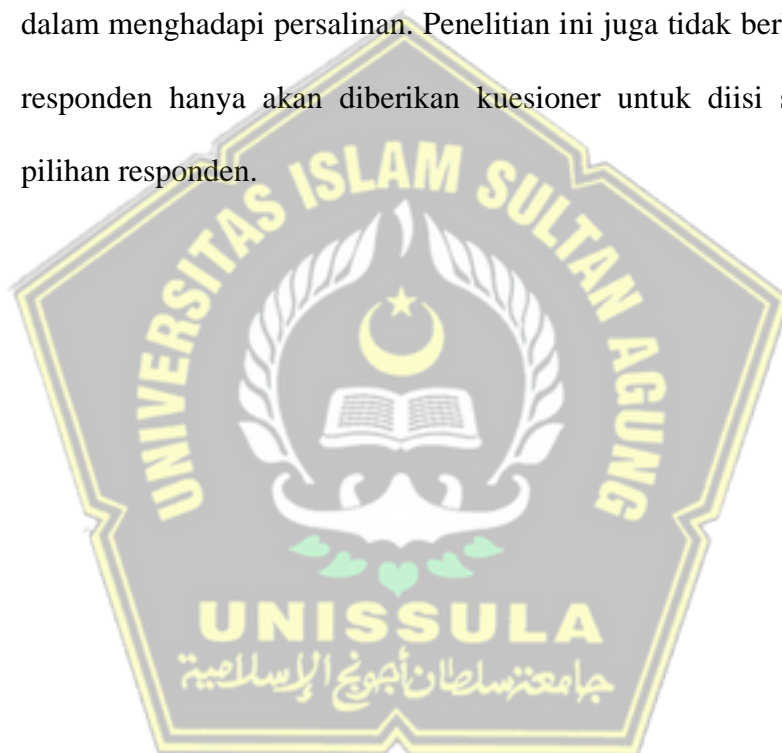 dalam menghadapi persalinan. Penelitian ini juga tidak ber
responden hanya akan diberikan kuesioner untuk diisi
pilihan responden.
UNIVERSITAS ISLAM SULTAN AGUNG
UNISSULA
جامعة سلطان أجونج الإسلامية